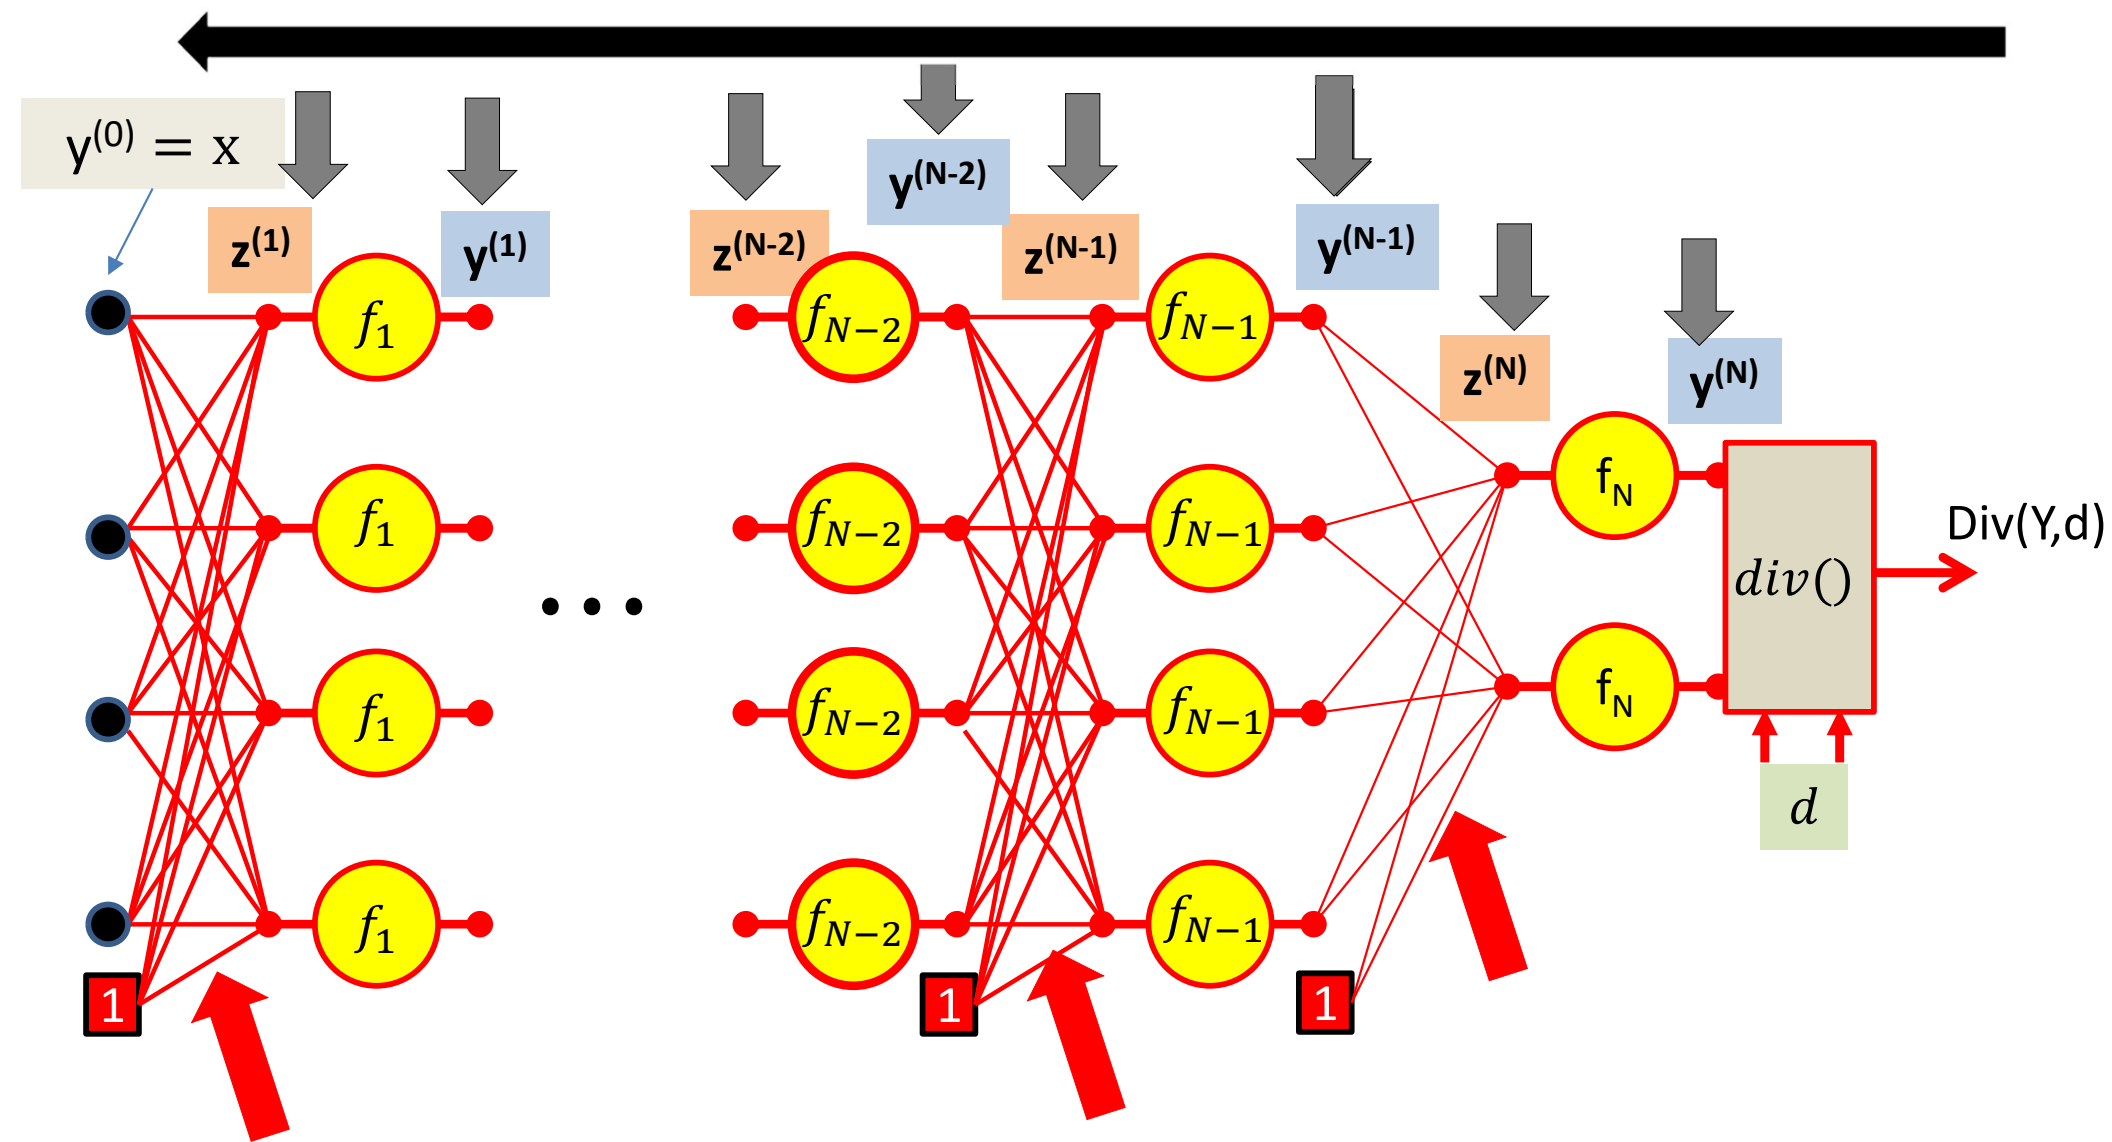 y(0) = x
z(1)
y(1)
z(N-2)
y(N-2)
z(N-1)
y(N-1)
z(N)
y(N)
f1
fN−2
fN−1
f1
fN−2
fN−1
fN
Div(Y,d)
div()
f1
fN−2
fN−1
fN
d
f1
fN−2
fN−1
1
1
1
...